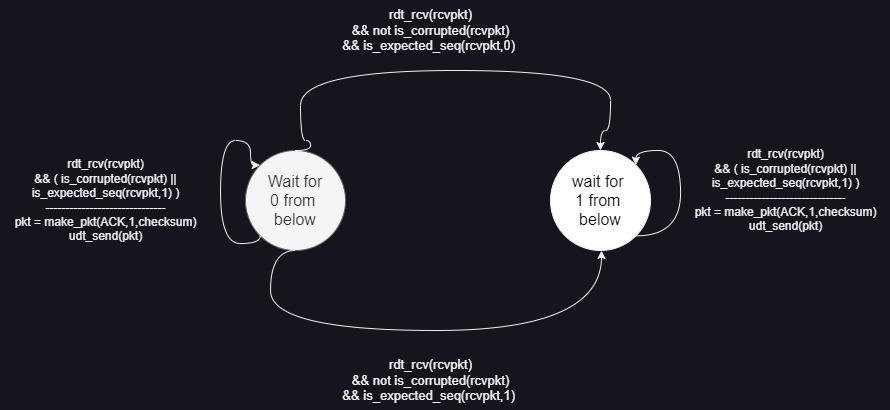 rdt_rcv(rcvpkt)
&& not is_corrupted(rcvpkt)
&& is_expected_seq(rcvpkt,0)
rdt_rcv(rcvpkt)
&& ( is_corrupted(rcvpkt) ||
is_expected_seq(rcvpkt,1) )
------------------------------
pkt = make_pkt(ACK,1,checksum)
udt_send(pkt)
Wait for
0 from
below
wait for
1 from
below
rdt_rcv(rcvpkt)
&& ( is_corrupted(rcvpkt) ||
is_expected_seq(rcvpkt,1) )
------------------------------
pkt = make_pkt(ACK,1,checksum)
udt_send(pkt)
rdt_rcv(rcvpkt)
&& not is_corrupted(rcvpkt)
&& is_expected_seq(rcvpkt,1)